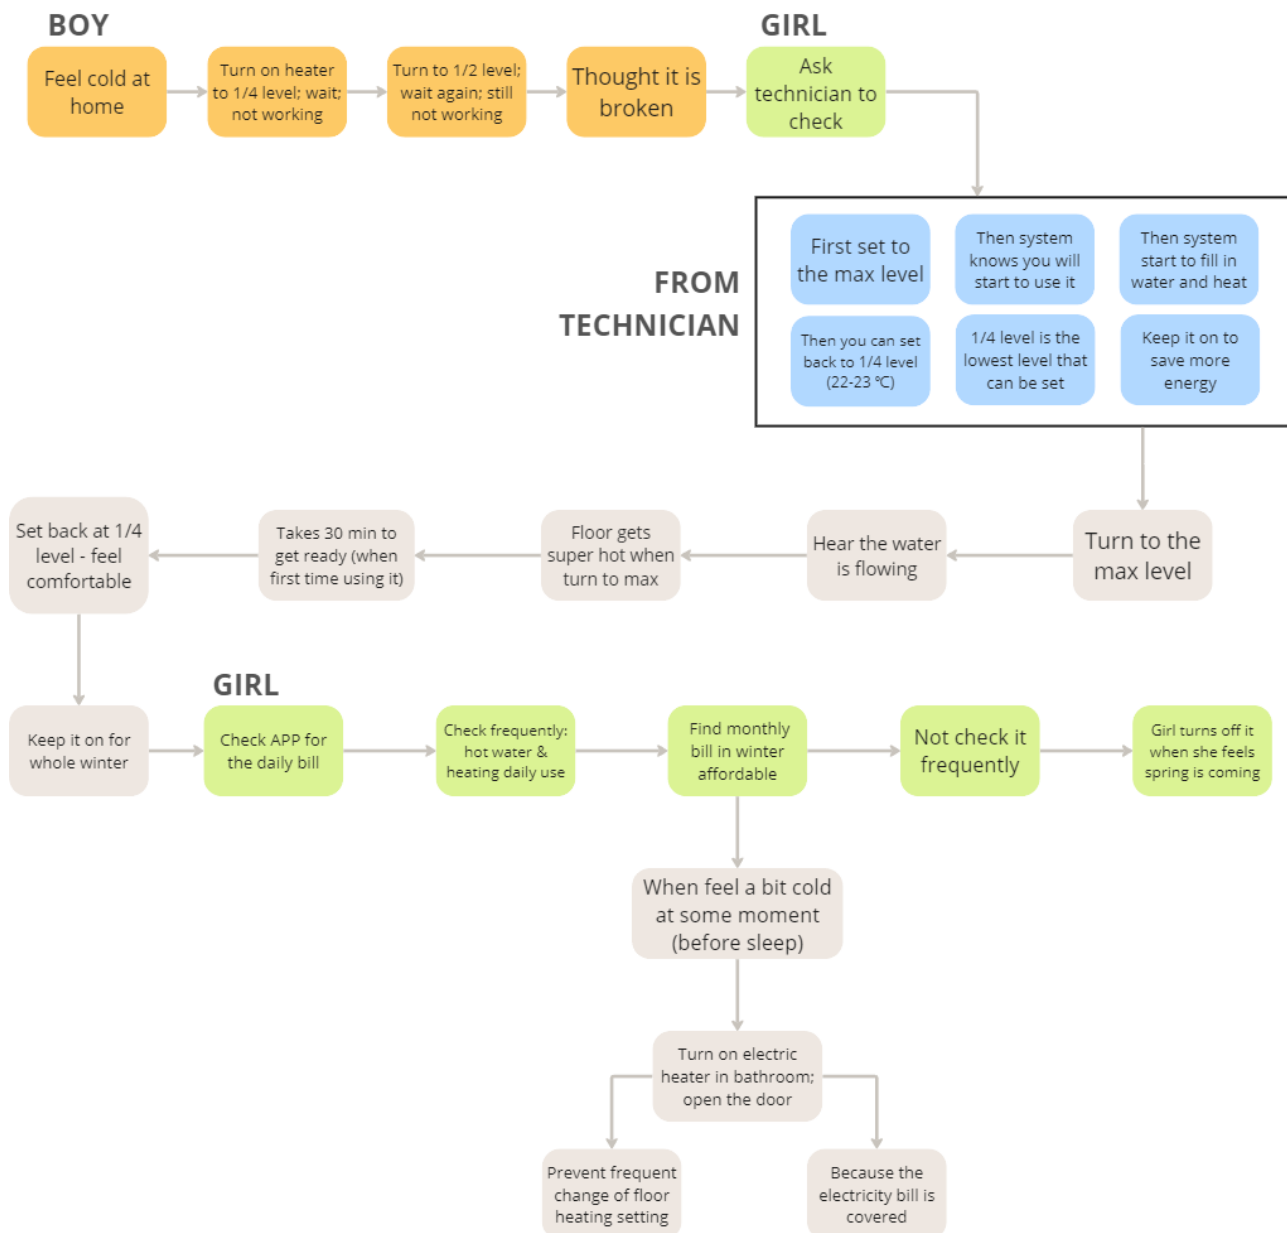 BOY
GIRL
Feel cold at
home
Turn on heater
to 1/4 level; wait;
not working
Turn to 1/2 level;
wait again; still
not working
Thought it is
broken
Ask
technician to
check
FROM
TECHNICIAN
First set to
the max level
Then system
knows you will
start to use it
Then system
start to fill in
water and heat
Then you can set
back to 1/4 level
(22-23 ℃)
1/4 level is the
lowest level that
can be set
Keep it on to
save more
energy
Turn to the
max level
Hear the water
is flowing
Floor gets
super hot when
turn to max
Takes 30 min to
get ready (when
first time using it)
Set back at 1/4
level - feel
comfortable
Keep it on for
whole winter
GIRL
Check APP for
the daily bill
Check frequently:
hot water &
heating daily use
Find monthly
bill in winter
affordable
Not check it
frequently
Girl turns off it
when she feels
spring is coming
When feel a bit cold
at some moment
(before sleep)
Turn on electric
heater in bathroom;
open the door
Prevent frequent
change of floor
heating setting
Because the
electricity bill is
covered